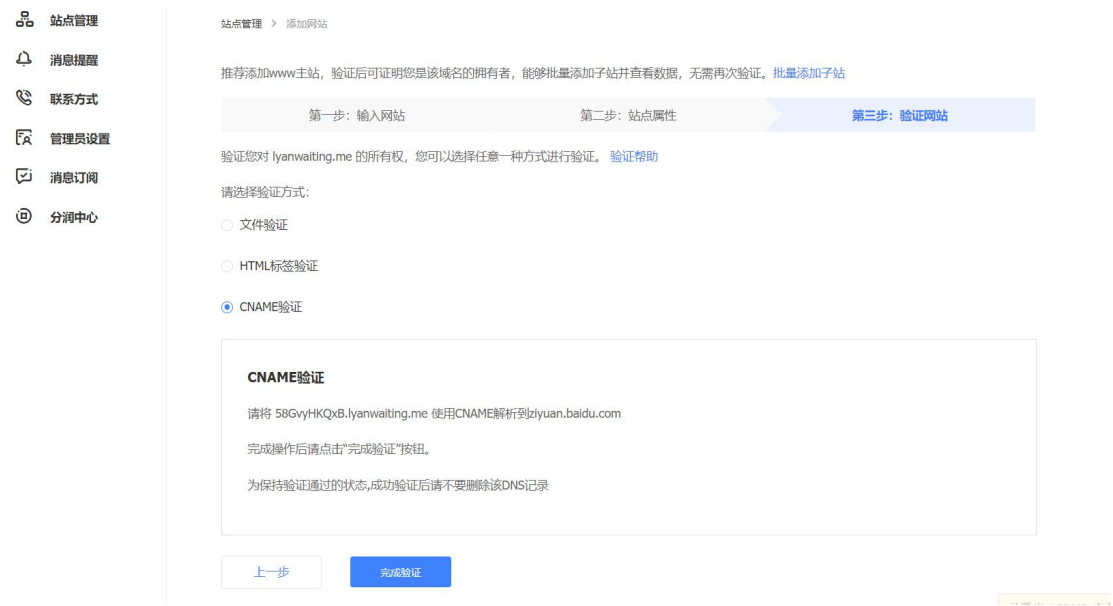 站点管理
消息提醒
联系方式
管理员设置
消息订阅
分润中心
站点管理 > 添加网站
推荐添加www主站，验证后可证明您是该域名的拥有者，能够批量添加子站并查看数据，无需再次验证。批量添加子站
第一步：输入网站 第二步：站点属性 第三步：验证网站
验证您对 lyanwaiting.me 的所有权，您可以选择任意一种方式进行验证。 验证帮助
请选择验证方式：
文件验证
HTML标签验证
CNAME验证
CNAME验证
请将 58GvyHKQxB.lyanwaiting.me 使用CNAME解析到ziyuan.baidu.com
完成操作后请点击“完成验证”按钮。
为保持验证通过的状态,成功验证后请不要删除该DNS记录
上一步 完成验证